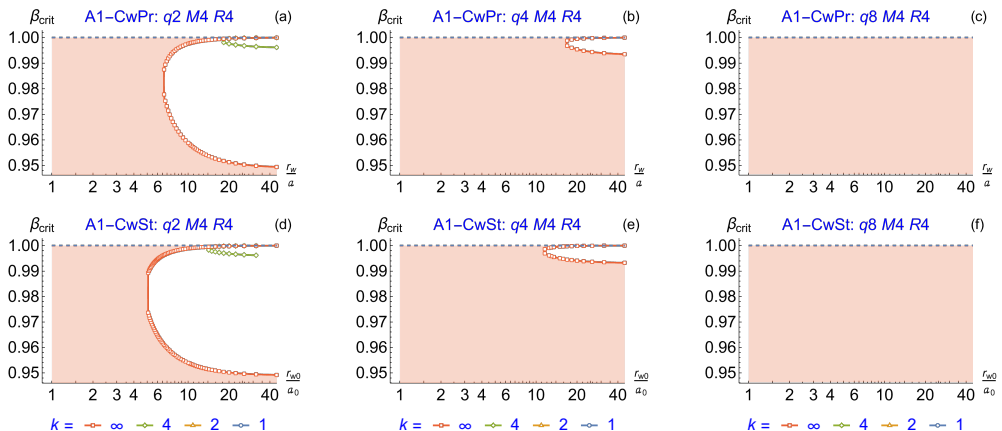 β_crit A1−CwPr: q2 M4 R4 (a)
1.00
0.99
0.98
0.97
0.96
0.95
1 2 3 4 6 10 20 40
r_w/a
β_crit A1−CwPr: q4 M4 R4 (b)
1.00
0.99
0.98
0.97
0.96
0.95
1 2 3 4 6 10 20 40
r_w/a
β_crit A1−CwPr: q8 M4 R4 (c)
1.00
0.99
0.98
0.97
0.96
0.95
1 2 3 4 6 10 20 40
r_w/a
β_crit A1−CwSt: q2 M4 R4 (d)
1.00
0.99
0.98
0.97
0.96
0.95
1 2 3 4 6 10 20 40
r_w0/a_0
β_crit A1−CwSt: q4 M4 R4 (e)
1.00
0.99
0.98
0.97
0.96
0.95
1 2 3 4 6 10 20 40
r_w0/a_0
β_crit A1−CwSt: q8 M4 R4 (f)
1.00
0.99
0.98
0.97
0.96
0.95
1 2 3 4 6 10 20 40
r_w0/a_0
k = ∞ 4 2 1
k = ∞ 4 2 1
k = ∞ 4 2 1